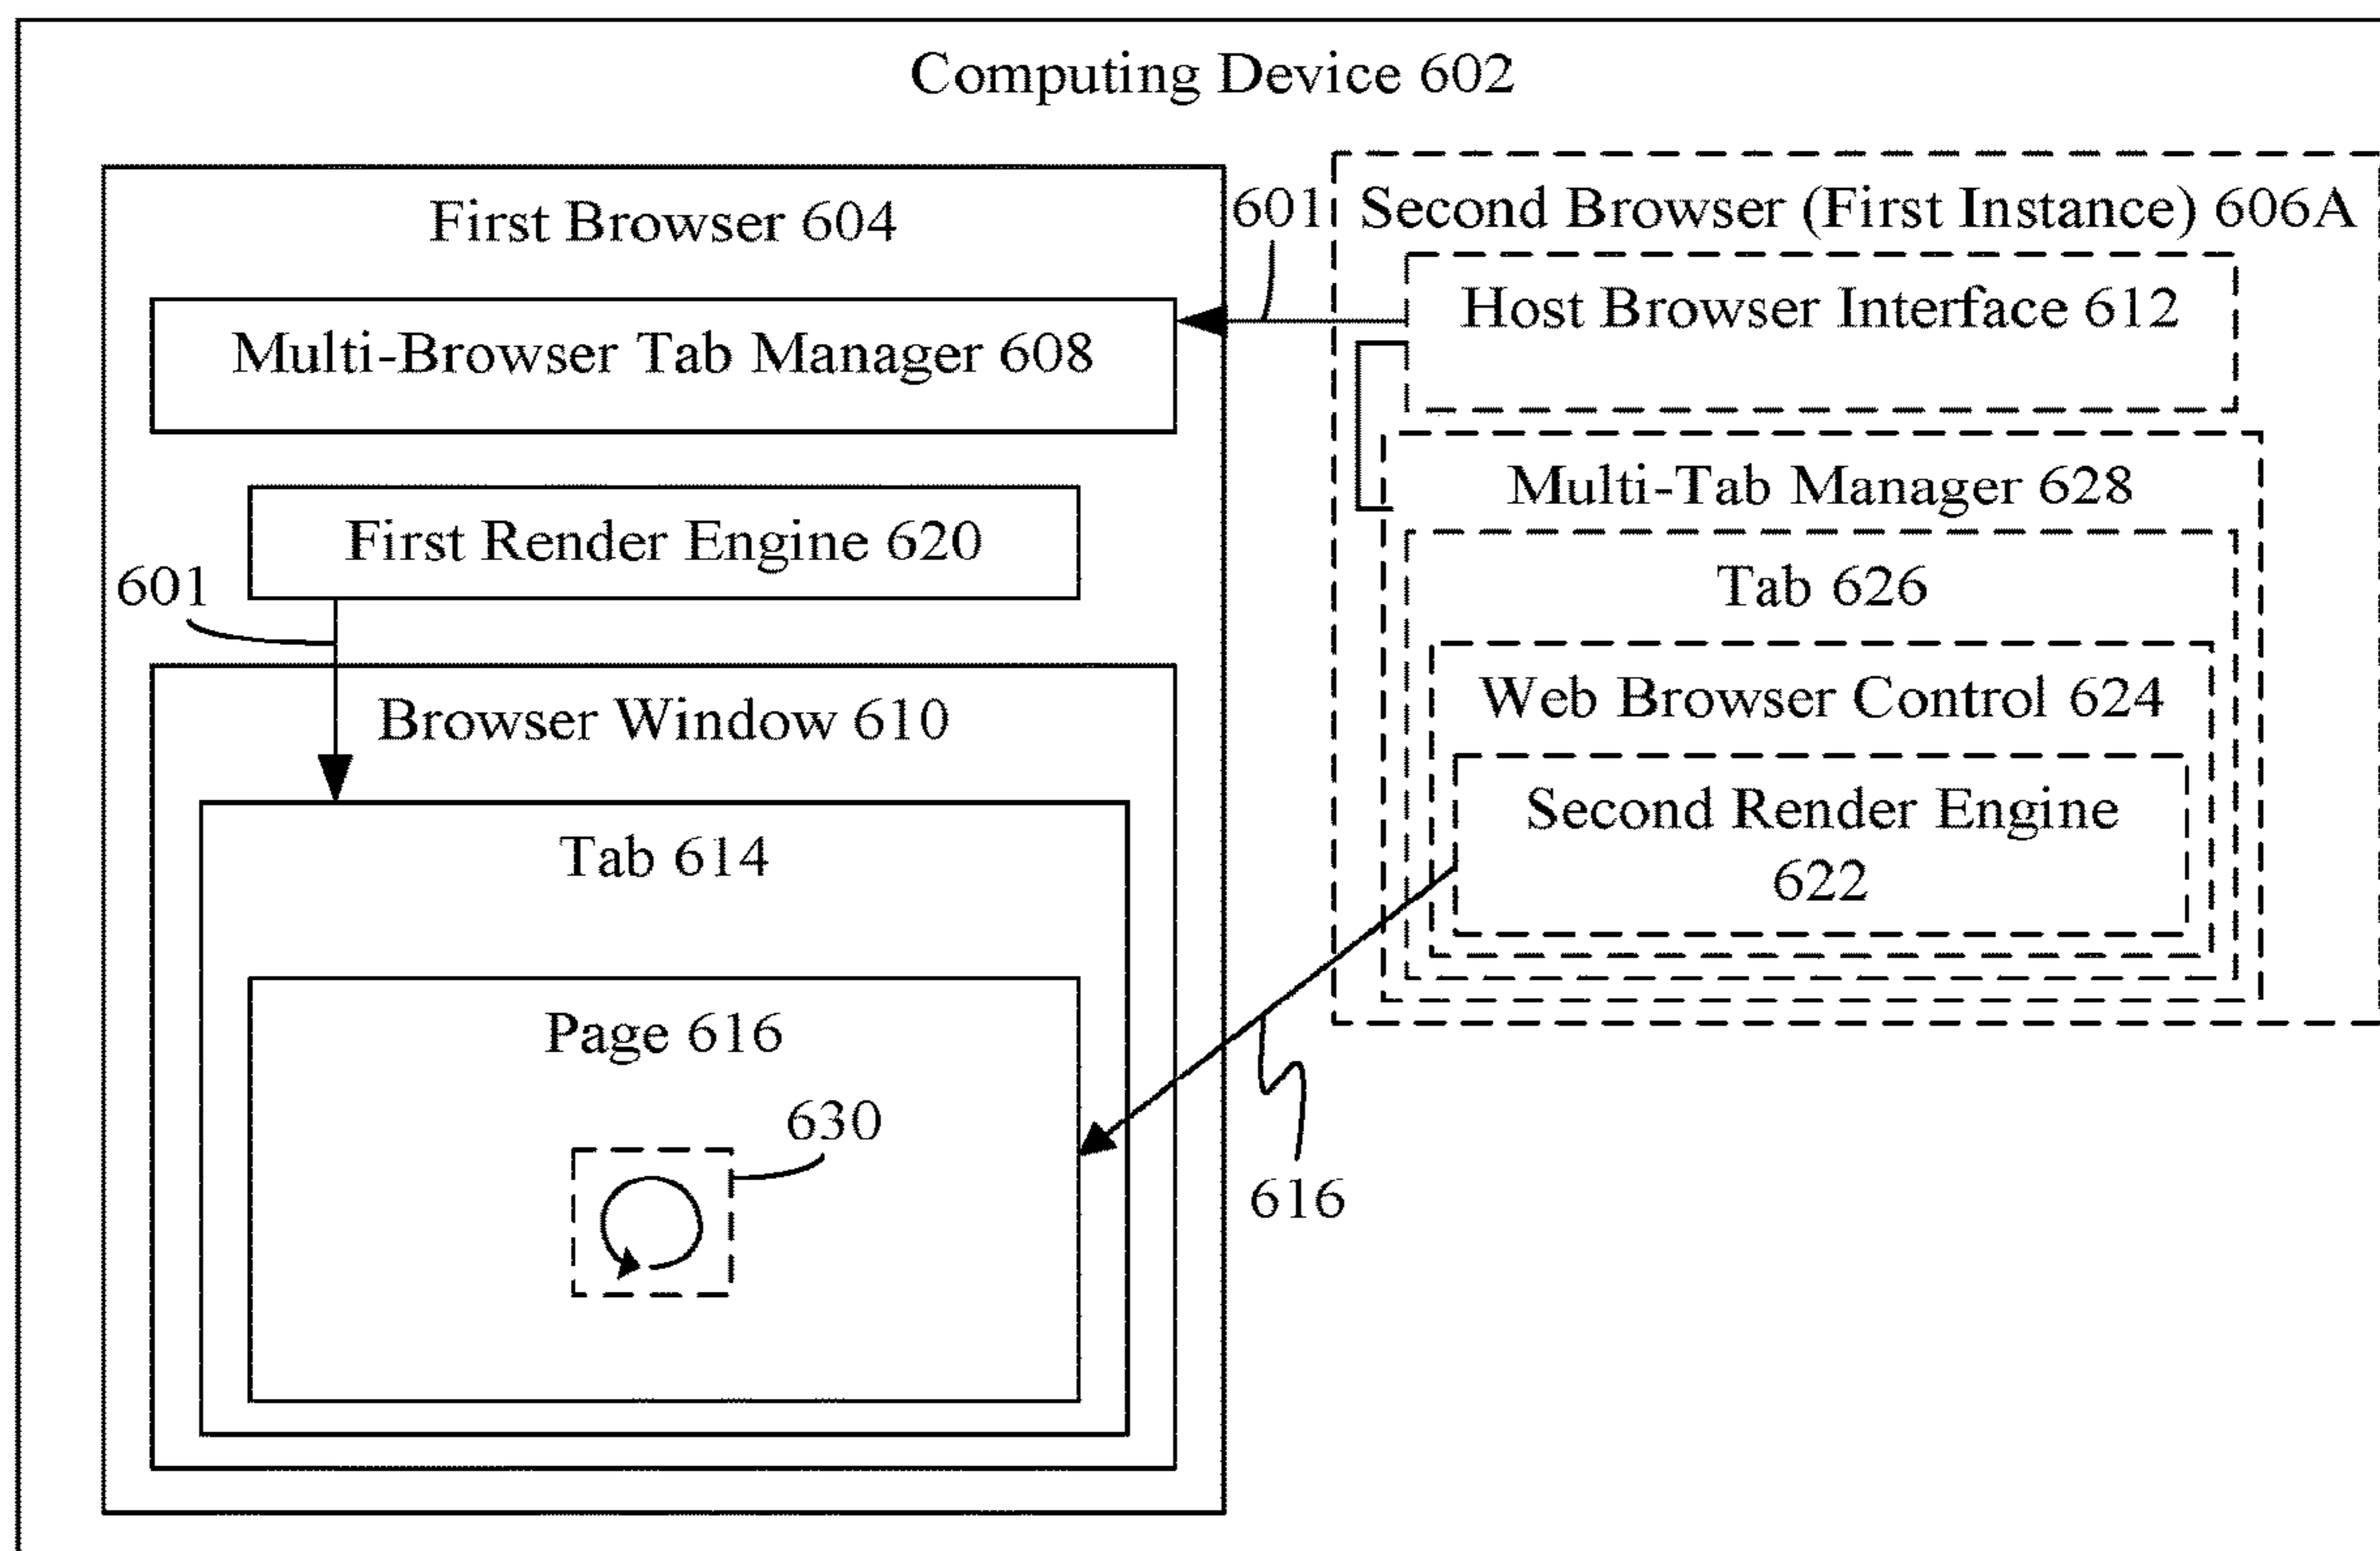 Computing Device 602
First Browser 604
Multi-Browser Tab Manager 608
First Render Engine 620
601
Browser Window 610
Tab 614
Page 616
630
601
Second Browser (First Instance) 606A
Host Browser Interface 612
Multi-Tab Manager 628
Tab 626
Web Browser Control 624
Second Render Engine
622
616